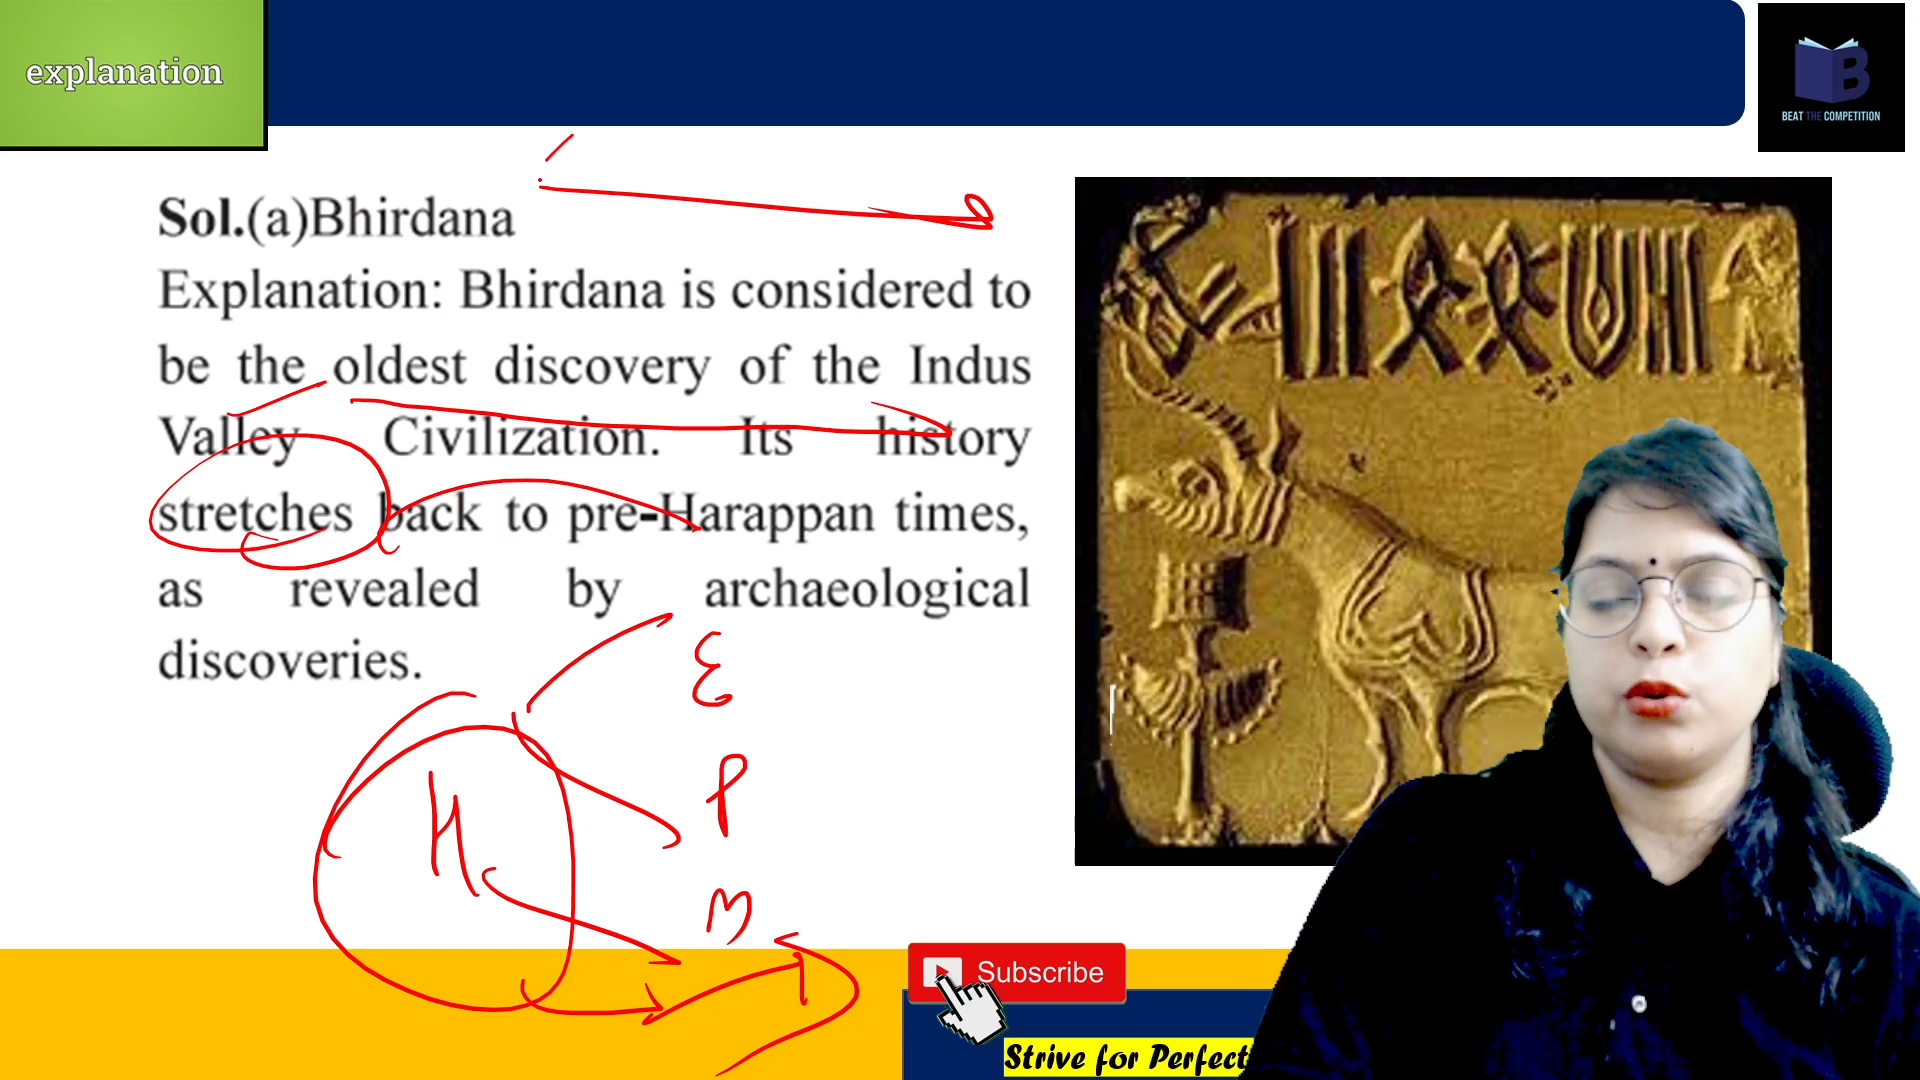 explanation
BEAT THE COMPETITION
Sol.(a)Bhirdana
Explanation: Bhirdana is considered to
be the oldest discovery of the Indus
Valley Civilization. Its history
stretches back to pre-Harappan times,
as revealed by archaeological
discoveries.
E
P
M
H
Subscribe
Strive for Perfecti